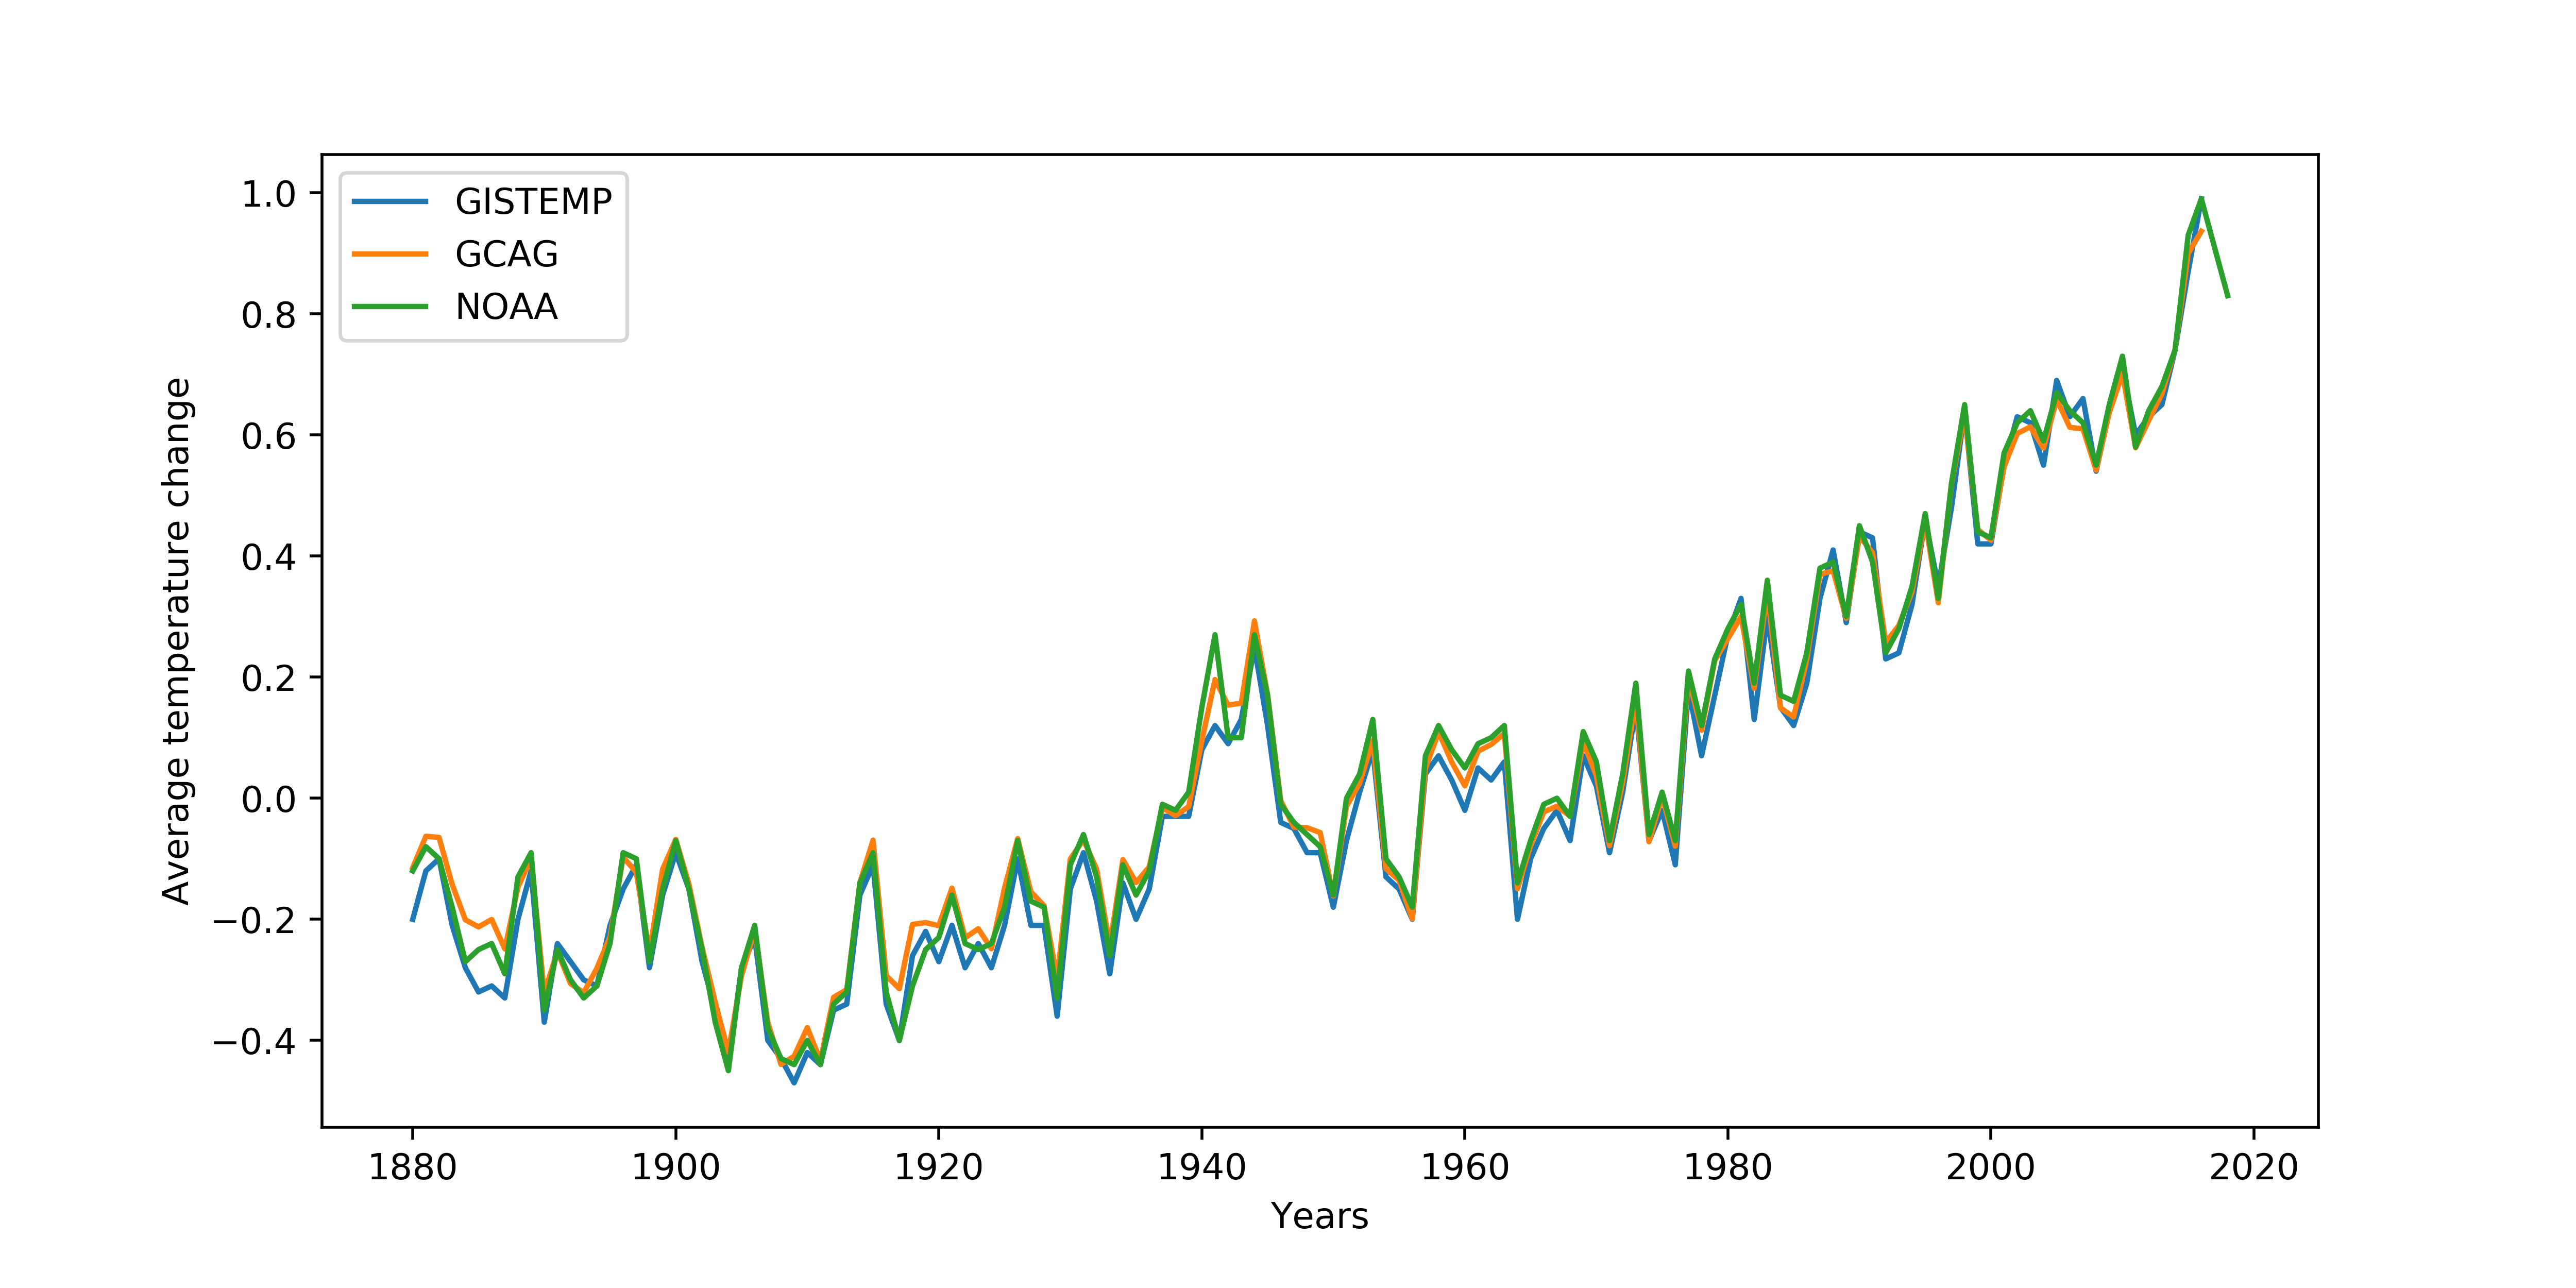 GISTEMP
GCAG
NOAA
1.0
0.8
0.6
0.4
0.2
0.0
−0.2
−0.4
Average temperature change
1880 1900 1920 1940 1960 1980 2000 2020
Years